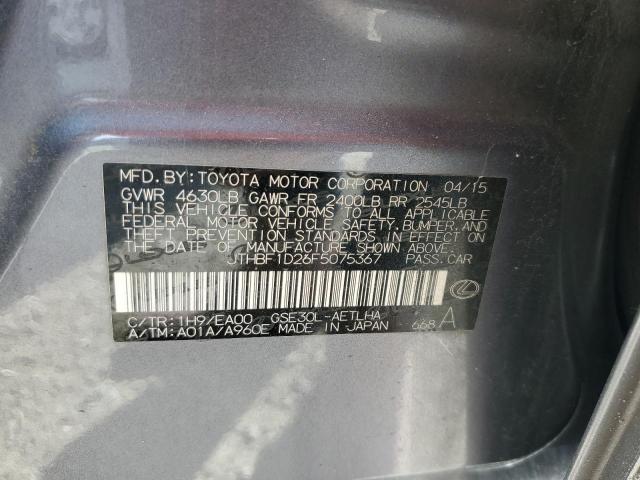 MFD. BY: TOYOTA MOTOR CORPORATION 04/15
GVWR 4630LB GAWR FR 2400LB RR 2545LB
THIS VEHICLE CONFORMS TO ALL APPLICABLE
FEDERAL MOTOR VEHICLE SAFETY, BUMPER, AND
THEFT PREVENTION STANDARDS IN EFFECT ON
THE DATE OF MANUFACTURE SHOWN ABOVE.
JTHBF1D26F5075367 PASS.CAR
C/TR: 1H9/EA00 GSE30L-AETLHA
A/TM: A01A/A960E MADE IN JAPAN 668 A